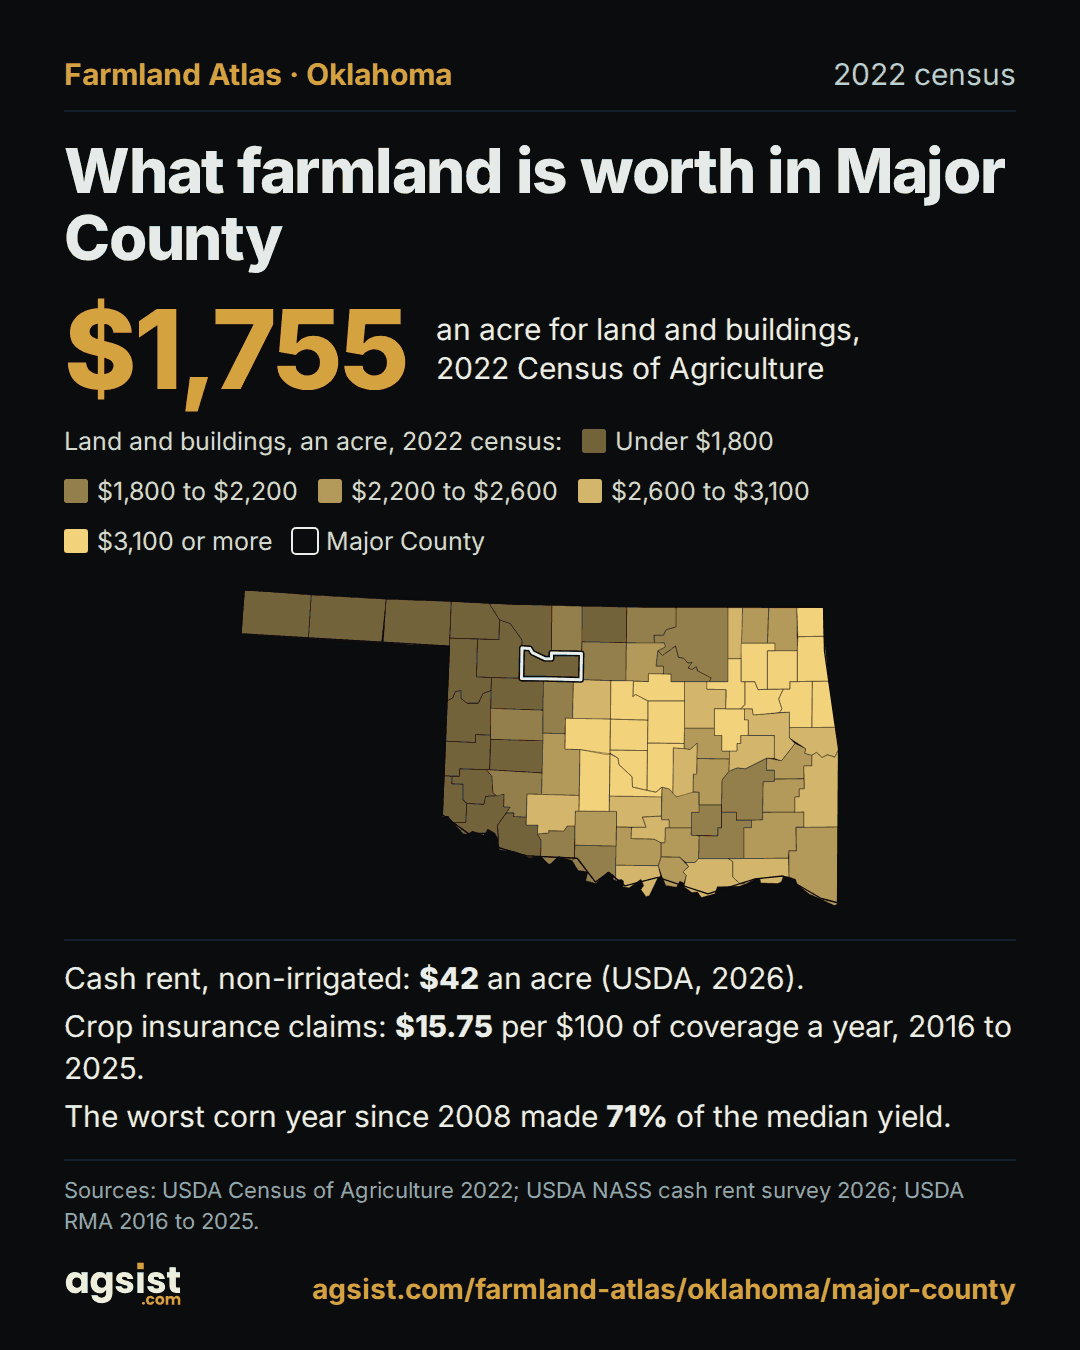 Farmland Atlas · Oklahoma
2022 census
What farmland is worth in Major
County
$1,755
an acre for land and buildings,
2022 Census of Agriculture
Land and buildings, an acre, 2022 census: Under $1,800
$1,800 to $2,200 $2,200 to $2,600 $2,600 to $3,100
$3,100 or more Major County
Cash rent, non-irrigated: $42 an acre (USDA, 2026).
Crop insurance claims: $15.75 per $100 of coverage a year, 2016 to
2025.
The worst corn year since 2008 made 71% of the median yield.
Sources: USDA Census of Agriculture 2022; USDA NASS cash rent survey 2026; USDA
RMA 2016 to 2025.
agsist
.com
agsist.com/farmland-atlas/oklahoma/major-county